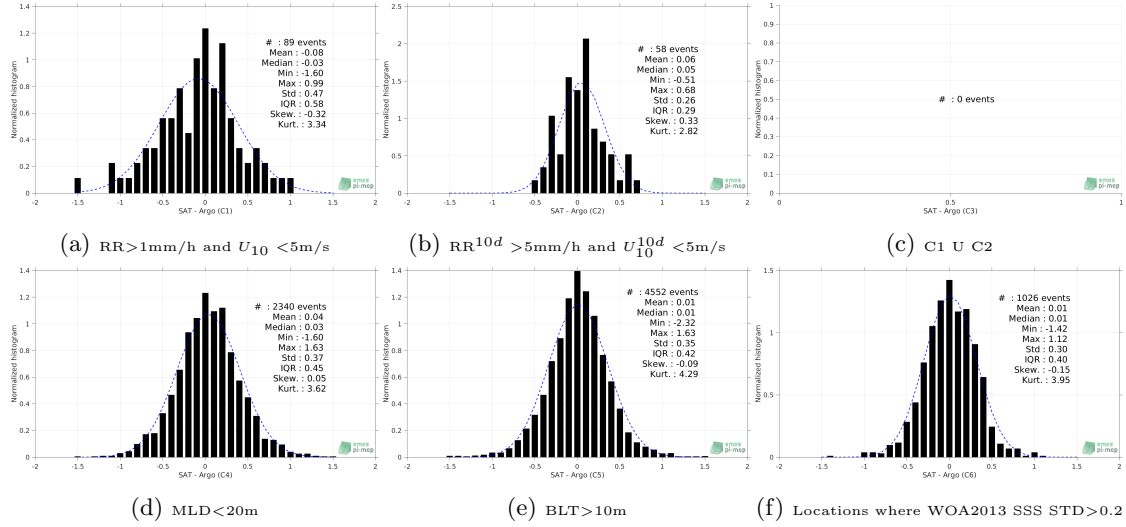 1.4
1.2
1
0.8
0.6
0.4
0.2
0
Normalized histogram
-2 -1.5 -1 -0.5 0 0.5 1 1.5 2
SAT - Argo (C1)
# : 89 events
Mean : -0.08
Median : -0.03
Min : -1.60
Max : 0.99
Std : 0.47
IQR : 0.58
Skew. : -0.32
Kurt. : 3.34
smos
pi-mep
(a) RR>1mm/h and U10 <5m/s
2.5
2
1.5
1
0.5
0
Normalized histogram
-2 -1.5 -1 -0.5 0 0.5 1 1.5 2
SAT - Argo (C2)
# : 58 events
Mean : 0.06
Median : 0.05
Min : -0.51
Max : 0.68
Std : 0.26
IQR : 0.29
Skew. : 0.33
Kurt. : 2.82
smos
pi-mep
(b) RR10d >5mm/h and U10d10 <5m/s
1
0.9
0.8
0.7
0.6
0.5
0.4
0.3
0.2
0.1
0
Normalized histogram
0 0.5 1
SAT - Argo (C3)
# : 0 events
smos
pi-mep
(c) C1 U C2
1.4
1.2
1
0.8
0.6
0.4
0.2
0
Normalized histogram
-2 -1.5 -1 -0.5 0 0.5 1 1.5 2
SAT - Argo (C4)
# : 2340 events
Mean : 0.04
Median : 0.03
Min : -1.60
Max : 1.63
Std : 0.37
IQR : 0.45
Skew. : 0.05
Kurt. : 3.62
smos
pi-mep
(d) MLD<20m
1.4
1.2
1
0.8
0.6
0.4
0.2
0
Normalized histogram
-2 -1.5 -1 -0.5 0 0.5 1 1.5 2
SAT - Argo (C5)
# : 4552 events
Mean : 0.01
Median : 0.01
Min : -2.32
Max : 1.63
Std : 0.35
IQR : 0.42
Skew. : -0.09
Kurt. : 4.29
smos
pi-mep
(e) BLT>10m
1.5
1
0.5
0
Normalized histogram
-2 -1.5 -1 -0.5 0 0.5 1 1.5 2
SAT - Argo (C6)
# : 1026 events
Mean : 0.01
Median : 0.01
Min : -1.42
Max : 1.12
Std : 0.30
IQR : 0.40
Skew. : -0.15
Kurt. : 3.95
smos
pi-mep
(f) Locations where WOA2013 SSS STD>0.2